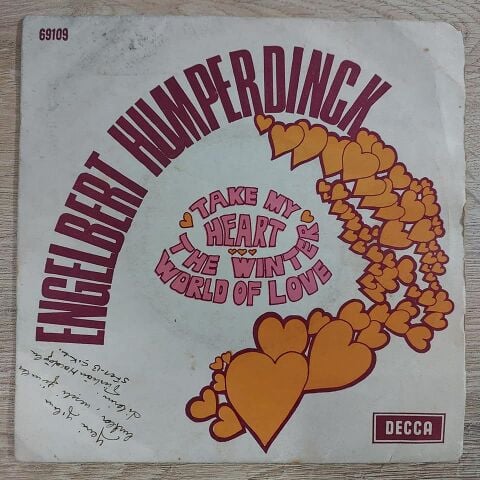 69109
ENGELBERT HUMPERDINCK
TAKE MY
HEART
THE WINTER
WORLD OF LOVE
DECCA